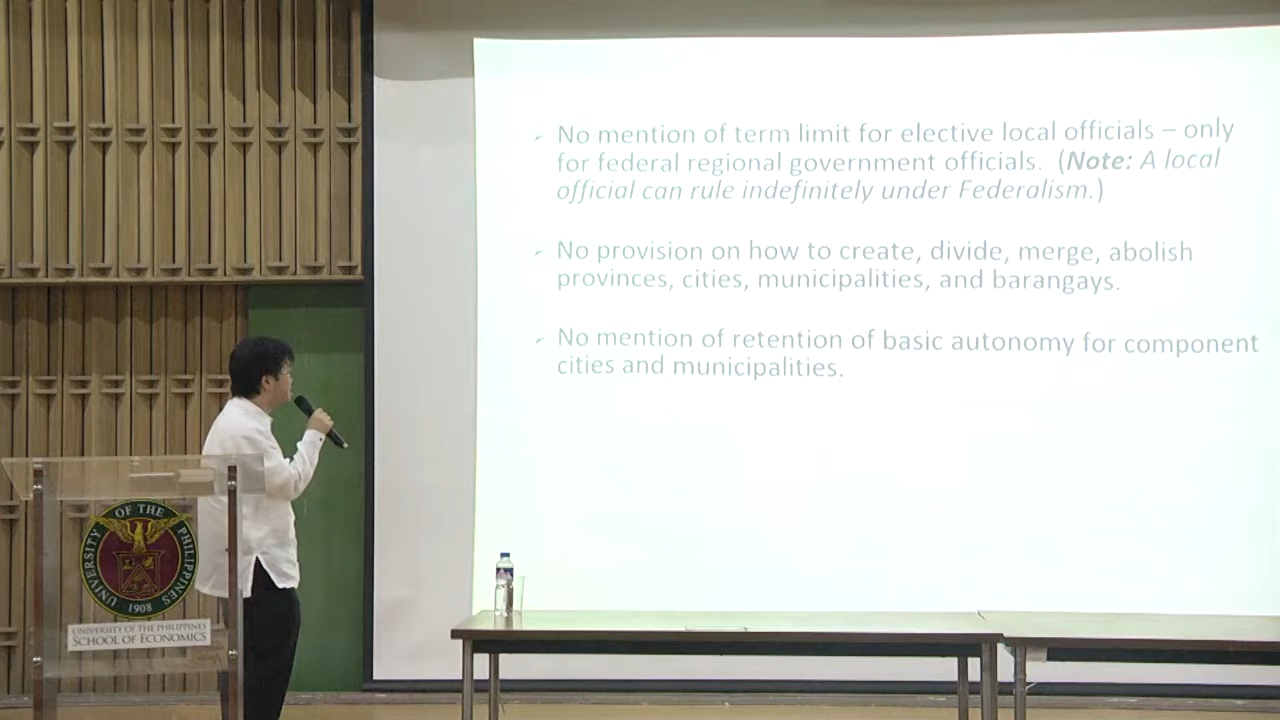 No mention of term limit for elective local officials – only
for federal regional government officials. (Note: A local
official can rule indefinitely under Federalism.)
No provision on how to create, divide, merge, abolish
provinces, cities, municipalities, and barangays.
No mention of retention of basic autonomy for component
cities and municipalities.
UNIVERSITY OF THE PHILIPPINES
1908
UNIVERSITY OF THE PHILIPPINES
SCHOOL OF ECONOMICS